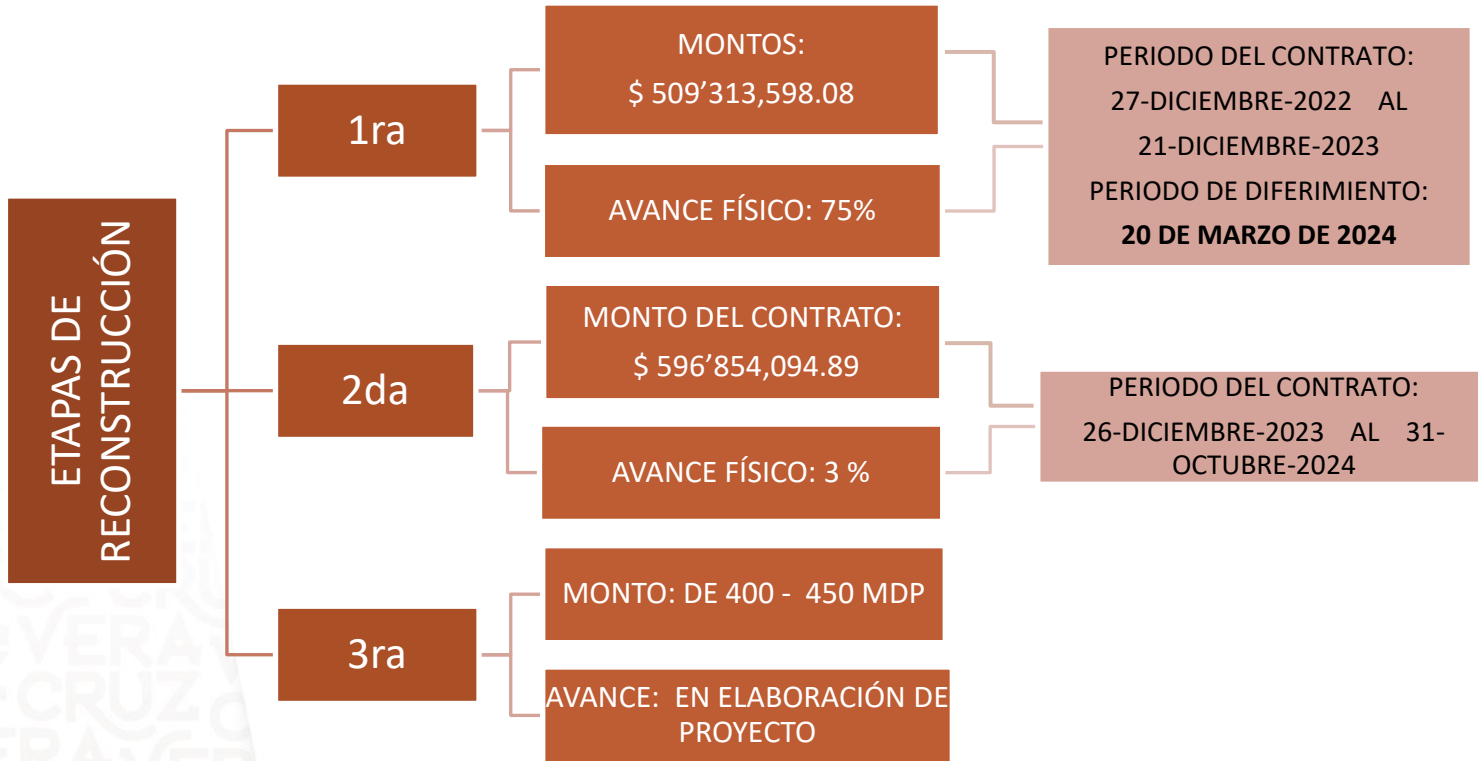 ETAPAS DE
RECONSTRUCCIÓN
1ra
MONTOS:
$ 509’313,598.08
AVANCE FÍSICO: 75%
PERIODO DEL CONTRATO:
27-DICIEMBRE-2022 AL
21-DICIEMBRE-2023
PERIODO DE DIFERIMIENTO:
20 DE MARZO DE 2024
2da
MONTO DEL CONTRATO:
$ 596’854,094.89
AVANCE FÍSICO: 3 %
PERIODO DEL CONTRATO:
26-DICIEMBRE-2023 AL 31-
OCTUBRE-2024
3ra
MONTO: DE 400 - 450 MDP
AVANCE: EN ELABORACIÓN DE
PROYECTO
VERA
CRUZ